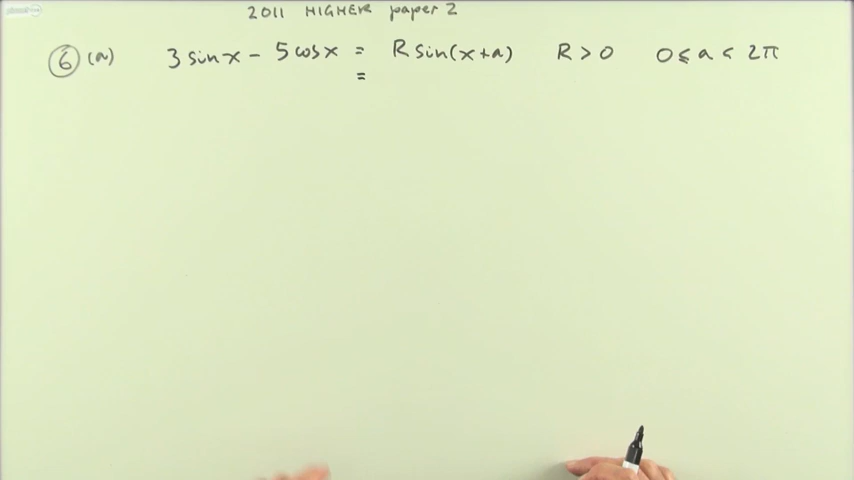 2011 HIGHER paper 2
6 (a) 3 sin x - 5 cos x = R sin(x+a) R > 0 0 ≤ a < 2π
=